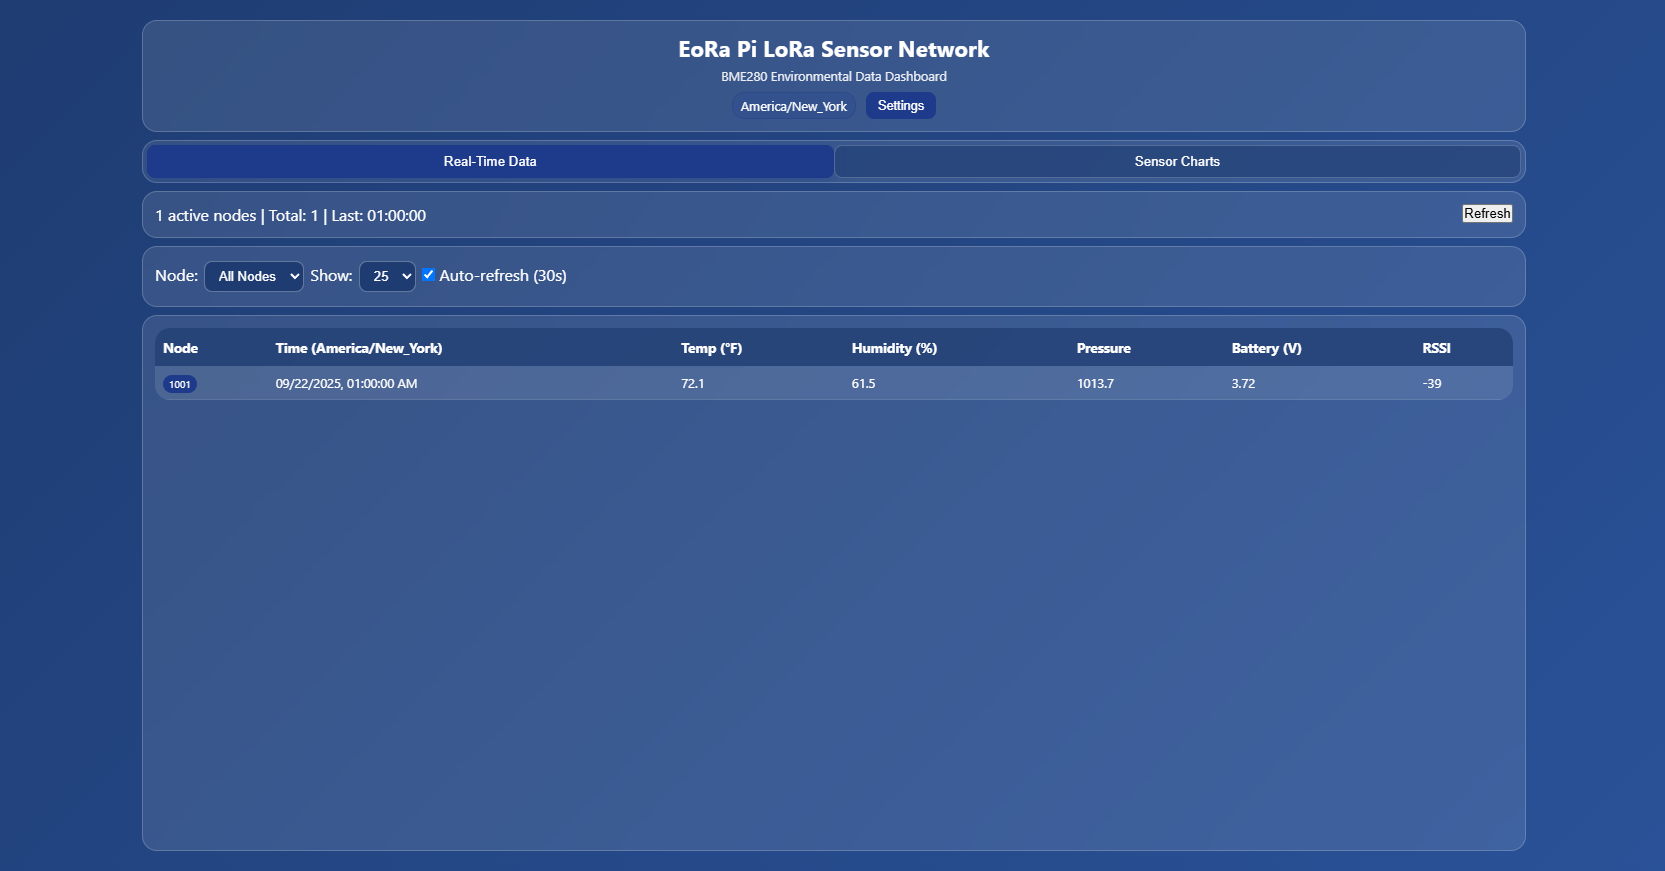 EoRa Pi LoRa Sensor Network
BME280 Environmental Data Dashboard
America/New_York Settings
Real-Time Data Sensor Charts
1 active nodes | Total: 1 | Last: 01:00:00 Refresh
Node: All Nodes Show: 25 Auto-refresh (30s)
Node Time (America/New_York) Temp (°F) Humidity (%) Pressure Battery (V) RSSI
1001 09/22/2025, 01:00:00 AM 72.1 61.5 1013.7 3.72 -39